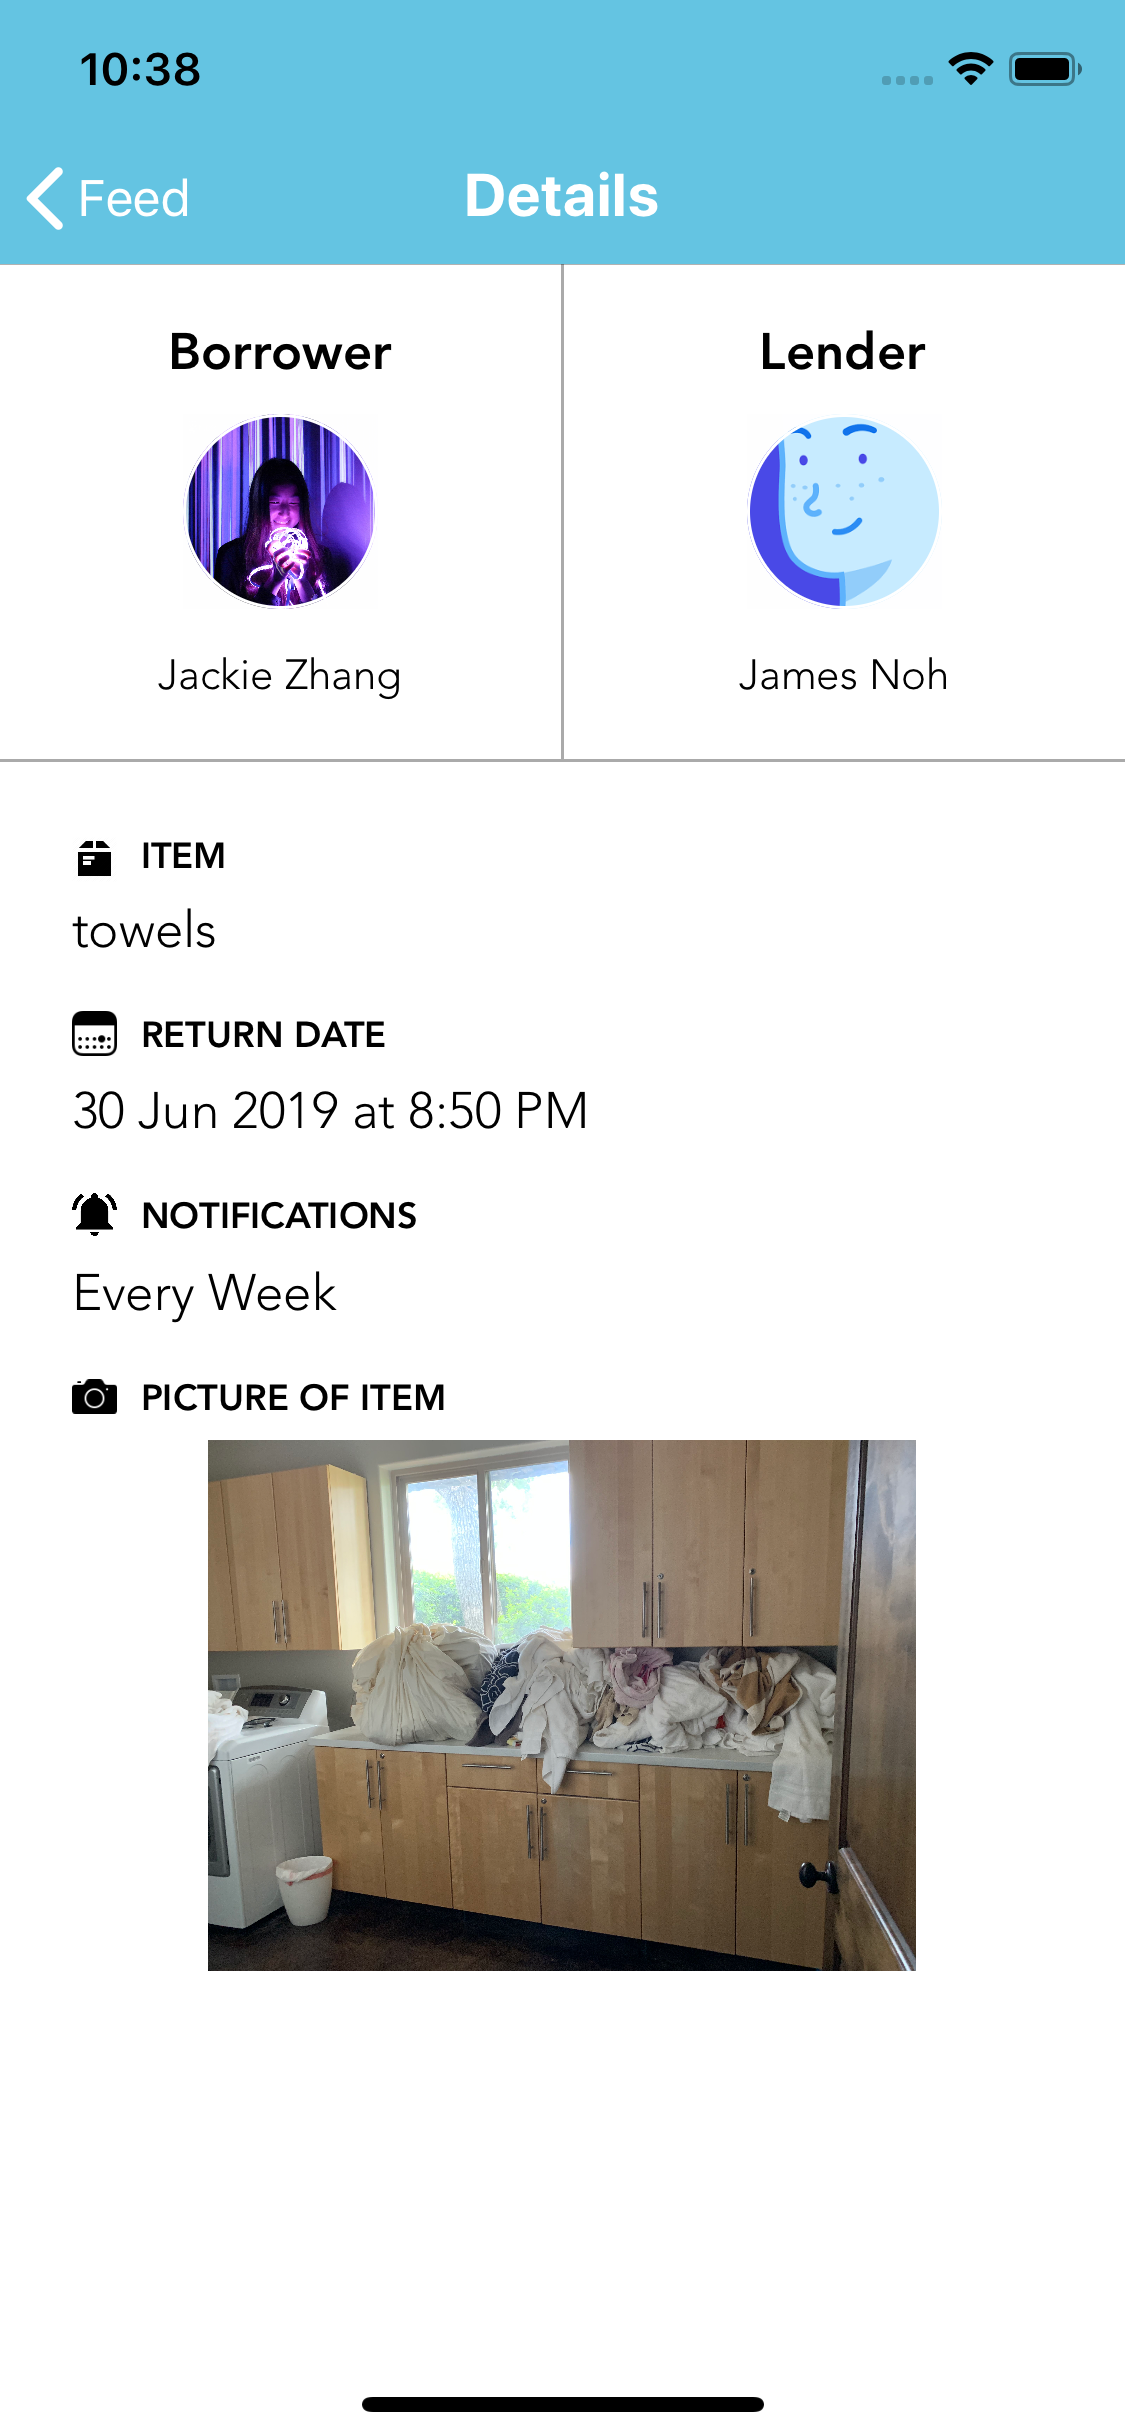 10:38
Feed
Details
Borrower
Lender
Jackie Zhang
James Noh
ITEM
towels
RETURN DATE
30 Jun 2019 at 8:50 PM
NOTIFICATIONS
Every Week
PICTURE OF ITEM